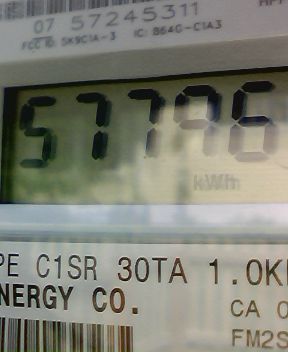 07 57245311
FCC ID: SK9C1A-3 IC: 864G-C1A3
57796
kWh
PE C1SR 30TA 1.0K
NERGY CO.
CA 0
FM2S